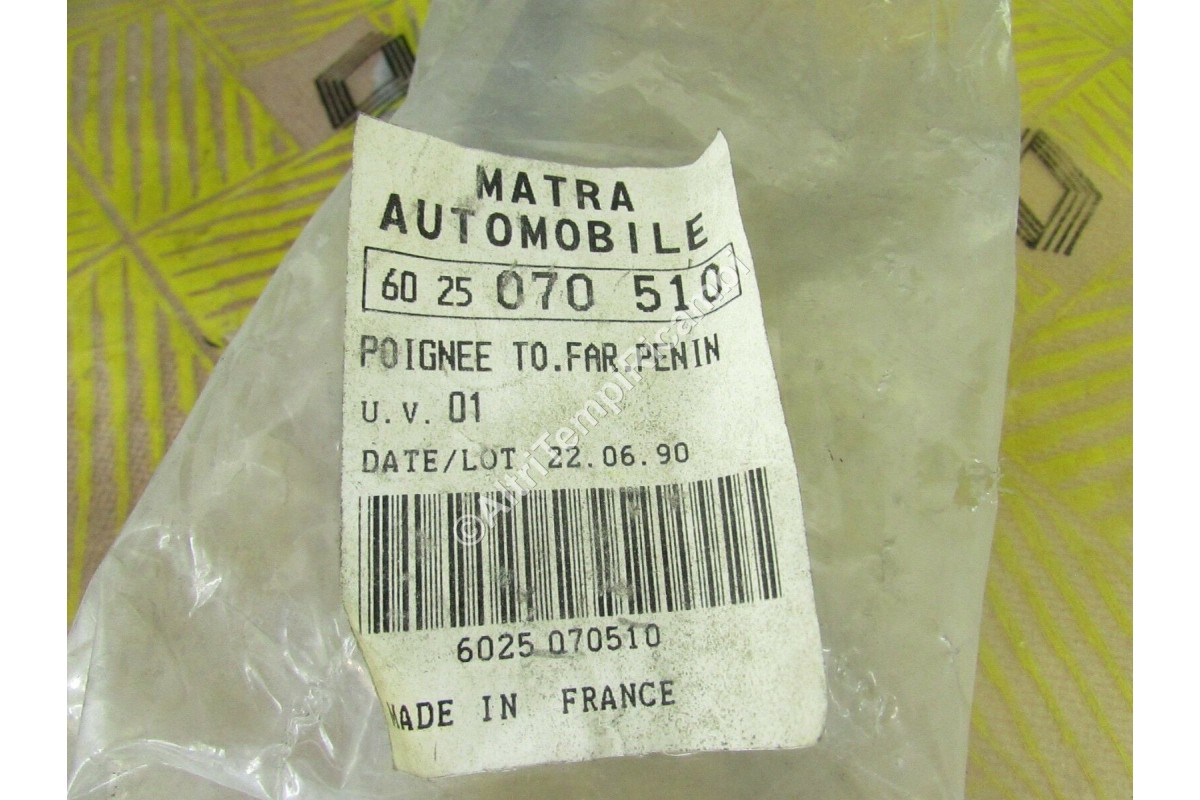 MATRA
AUTOMOBILE
60 25 070 510
POIGNEE TO.FAR.PENIN
U.V. 01
DATE/LOT 22.06.90
©AltriTempiRicambi
6025 070510
MADE IN FRANCE